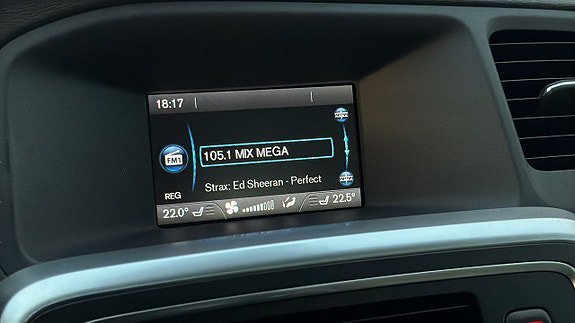 18:17
FM1
105.1 MIX MEGA
Strax: Ed Sheeran - Perfect
REG
22.0° 22.5°